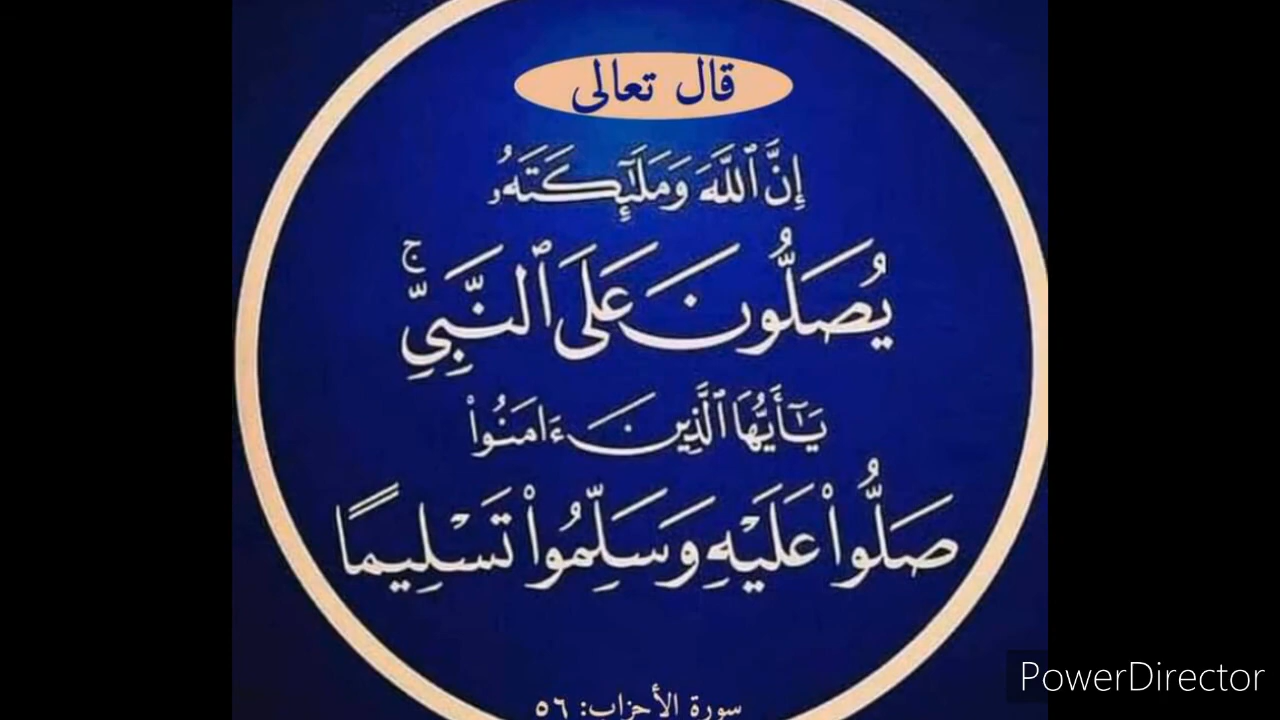 قال تعالى
إِنَّ ٱللَّهَ وَمَلَٰٓئِكَتَهُۥ
يُصَلُّونَ عَلَى ٱلنَّبِيِّۚ
يَٰٓأَيُّهَا ٱلَّذِينَ ءَامَنُوا۟
صَلُّوا۟ عَلَيْهِ وَسَلِّمُوا۟ تَسْلِيمًا
سورة الأحزاب: ٥٦
PowerDirector